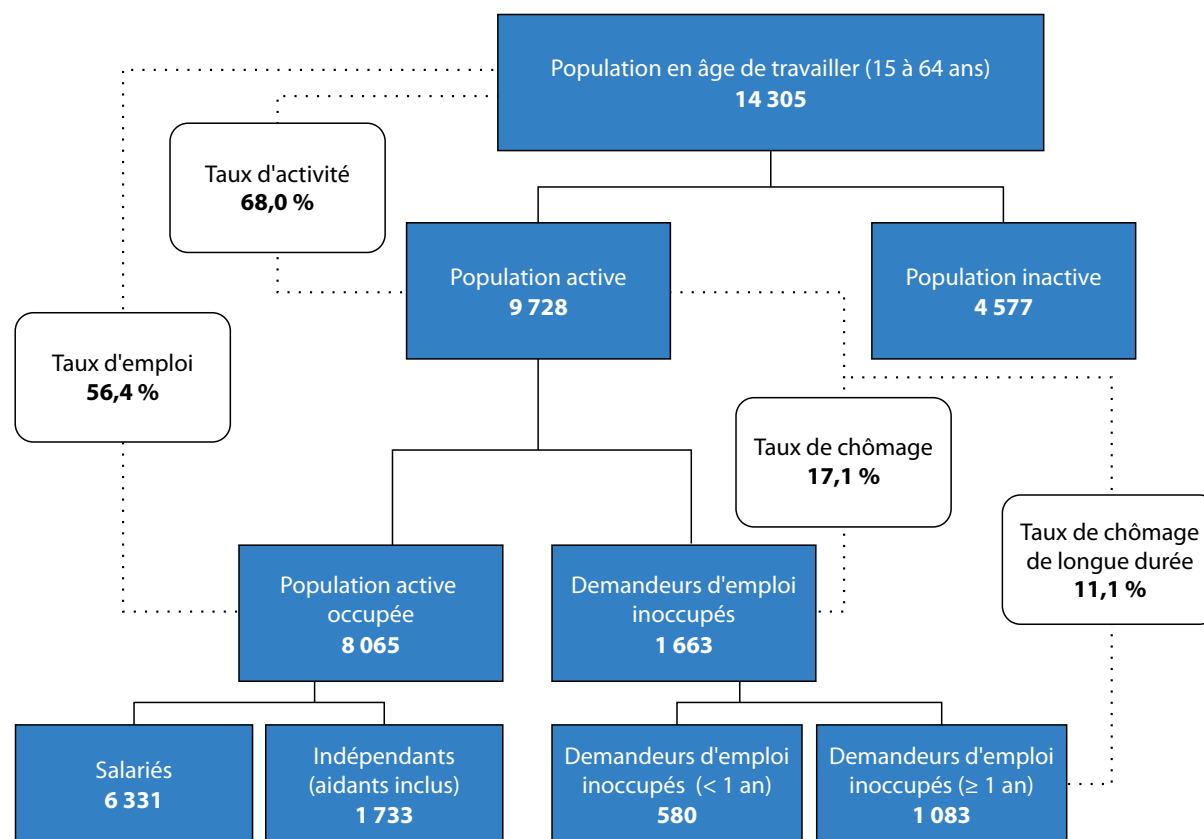 Population en âge de travailler (15 à 64 ans)
14 305
Taux d'activité
68,0 %
Population active
9 728
Population inactive
4 577
Taux d'emploi
56,4 %
Taux de chômage
17,1 %
Taux de chômage
de longue durée
11,1 %
Population active
occupée
8 065
Demandeurs d'emploi
inoccupés
1 663
Salariés
6 331
Indépendants
(aidants inclus)
1 733
Demandeurs d'emploi
inoccupés (< 1 an)
580
Demandeurs d'emploi
inoccupés (≥ 1 an)
1 083